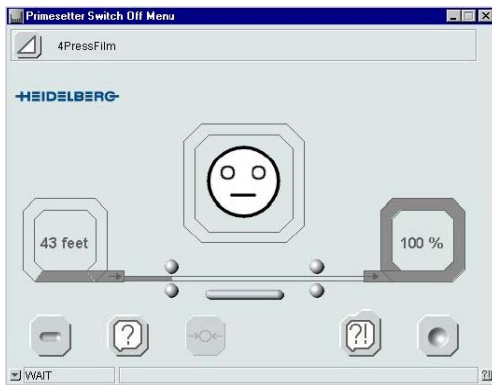 Primesetter Switch Off Menu
4PressFilm
HEIDELBERG
43 feet
100 %
?
?!
WAIT
?!